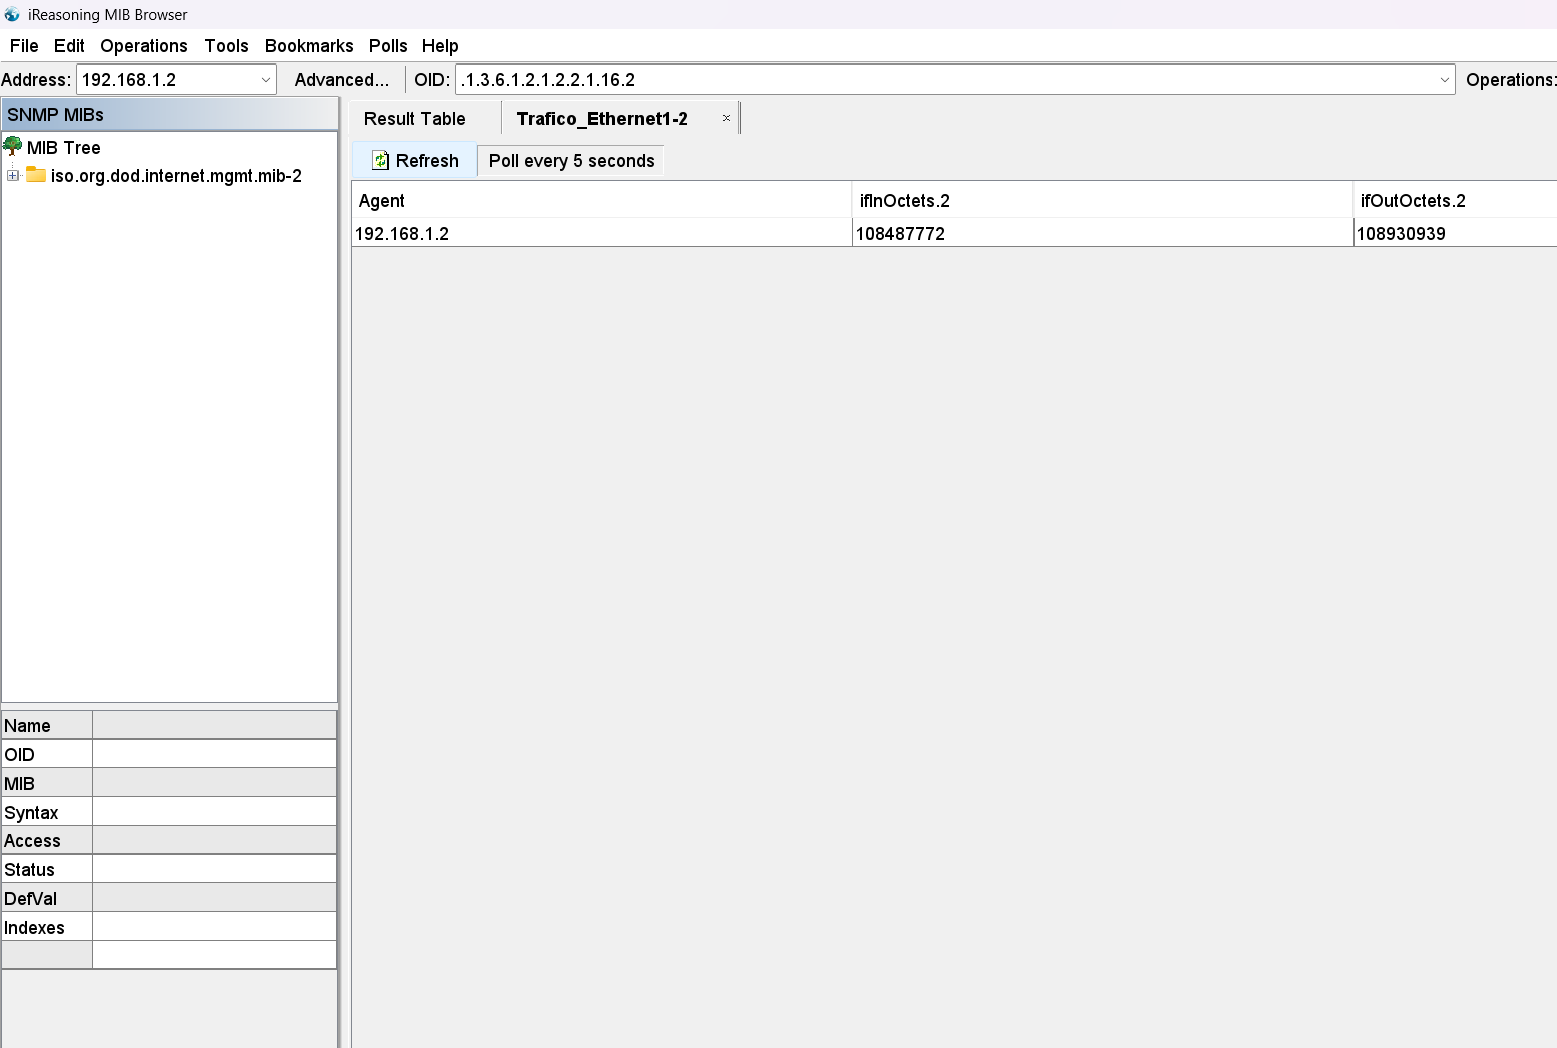 iReasoning MIB Browser
File Edit Operations Tools Bookmarks Polls Help
Address: 192.168.1.2 Advanced... OID: .1.3.6.1.2.1.2.2.1.16.2 Operations:
SNMP MIBs
MIB Tree
iso.org.dod.internet.mgmt.mib-2
Name
OID
MIB
Syntax
Access
Status
DefVal
Indexes
Result Table Trafico_Ethernet1-2 ×
Refresh Poll every 5 seconds
Agent ifInOctets.2 ifOutOctets.2
192.168.1.2 108487772 108930939